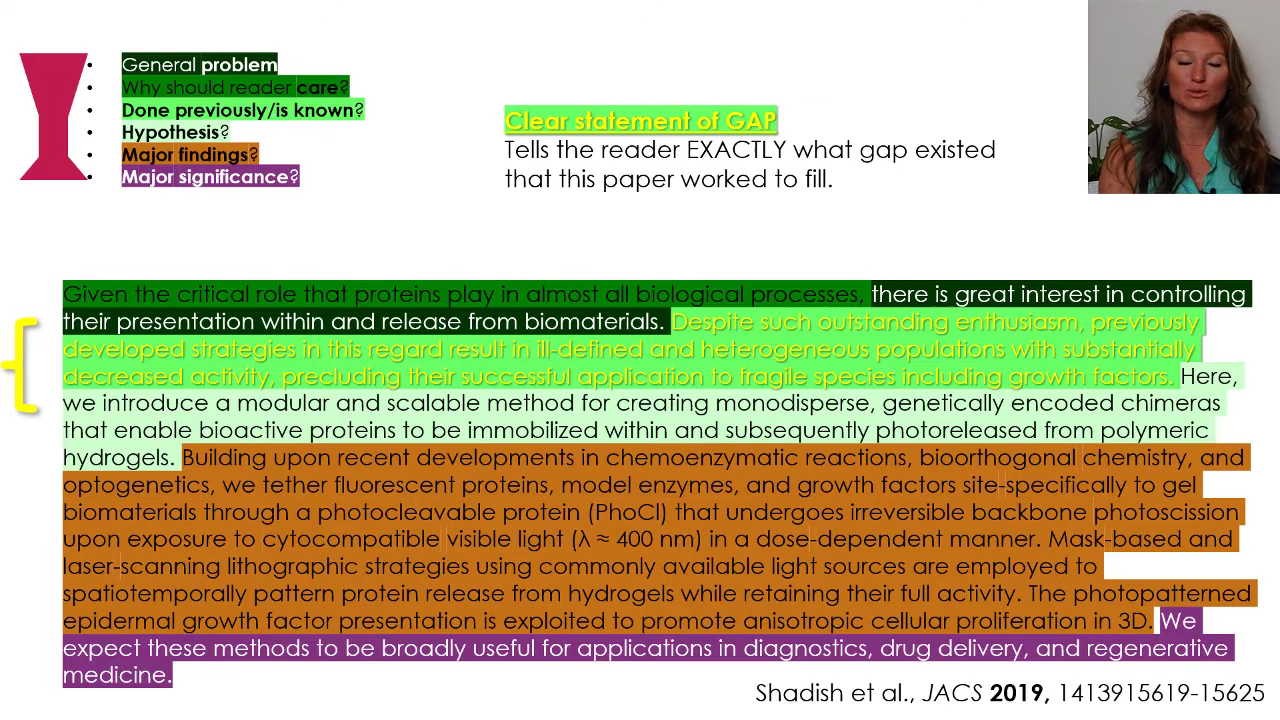 General problem
Why should reader care?
Done previously/is known?
Hypothesis?
Major findings?
Major significance?
Clear statement of GAP
Tells the reader EXACTLY what gap existed
that this paper worked to fill.
Given the critical role that proteins play in almost all biological processes, there is great interest in controlling
their presentation within and release from biomaterials. Despite such outstanding enthusiasm, previously
developed strategies in this regard result in ill-defined and heterogeneous populations with substantially
decreased activity, precluding their successful application to fragile species including growth factors. Here,
we introduce a modular and scalable method for creating monodisperse, genetically encoded chimeras
that enable bioactive proteins to be immobilized within and subsequently photoreleased from polymeric
hydrogels. Building upon recent developments in chemoenzymatic reactions, bioorthogonal chemistry, and
optogenetics, we tether fluorescent proteins, model enzymes, and growth factors site-specifically to gel
biomaterials through a photocleavable protein (PhoCl) that undergoes irreversible backbone photoscission
upon exposure to cytocompatible visible light (λ ≈ 400 nm) in a dose-dependent manner. Mask-based and
laser-scanning lithographic strategies using commonly available light sources are employed to
spatiotemporally pattern protein release from hydrogels while retaining their full activity. The photopatterned
epidermal growth factor presentation is exploited to promote anisotropic cellular proliferation in 3D. We
expect these methods to be broadly useful for applications in diagnostics, drug delivery, and regenerative
medicine.
Shadish et al., JACS 2019, 1413915619-15625